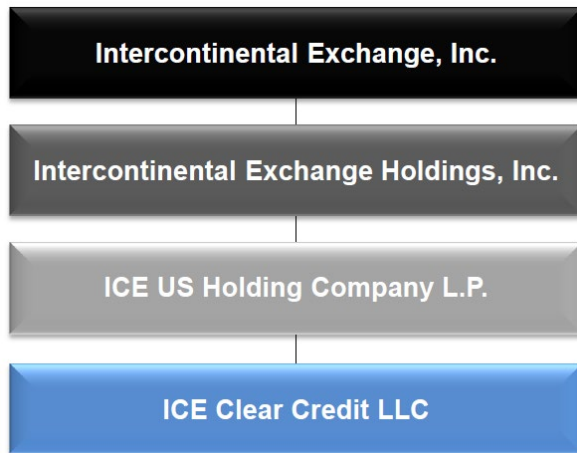 Intercontinental Exchange, Inc.
Intercontinental Exchange Holdings, Inc.
ICE US Holding Company L.P.
ICE Clear Credit LLC